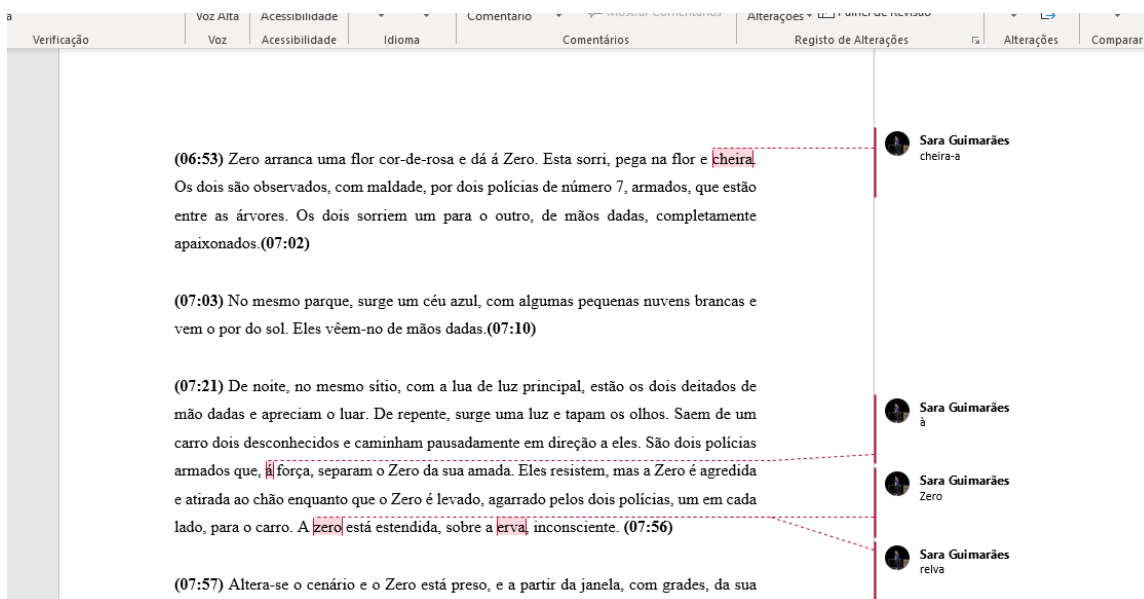 a
Voz Alta
Acessibilidade
Comentário
Mostrar Comentários
Alterações
Painel de Revisão
Verificação
Voz
Acessibilidade
Idioma
Comentários
Registo de Alterações
Alterações
Comparar
(06:53) Zero arranca uma flor cor-de-rosa e dá á Zero. Esta sorri, pega na flor e cheira.
Os dois são observados, com maldade, por dois polícias de número 7, armados, que estão
entre as árvores. Os dois sorriem um para o outro, de mãos dadas, completamente
apaixonados.(07:02)
Sara Guimarães
cheira-a
(07:03) No mesmo parque, surge um céu azul, com algumas pequenas nuvens brancas e
vem o por do sol. Eles vêem-no de mãos dadas.(07:10)
(07:21) De noite, no mesmo sítio, com a lua de luz principal, estão os dois deitados de
mão dadas e apreciam o luar. De repente, surge uma luz e tapam os olhos. Saem de um
carro dois desconhecidos e caminham pausadamente em direção a eles. São dois polícias
armados que, á força, separam o Zero da sua amada. Eles resistem, mas a Zero é agredida
e atirada ao chão enquanto que o Zero é levado, agarrado pelos dois polícias, um em cada
lado, para o carro. A zero está estendida, sobre a erva, inconsciente. (07:56)
Sara Guimarães
à
Sara Guimarães
Zero
Sara Guimarães
relva
(07:57) Altera-se o cenário e o Zero está preso, e a partir da janela, com grades, da sua